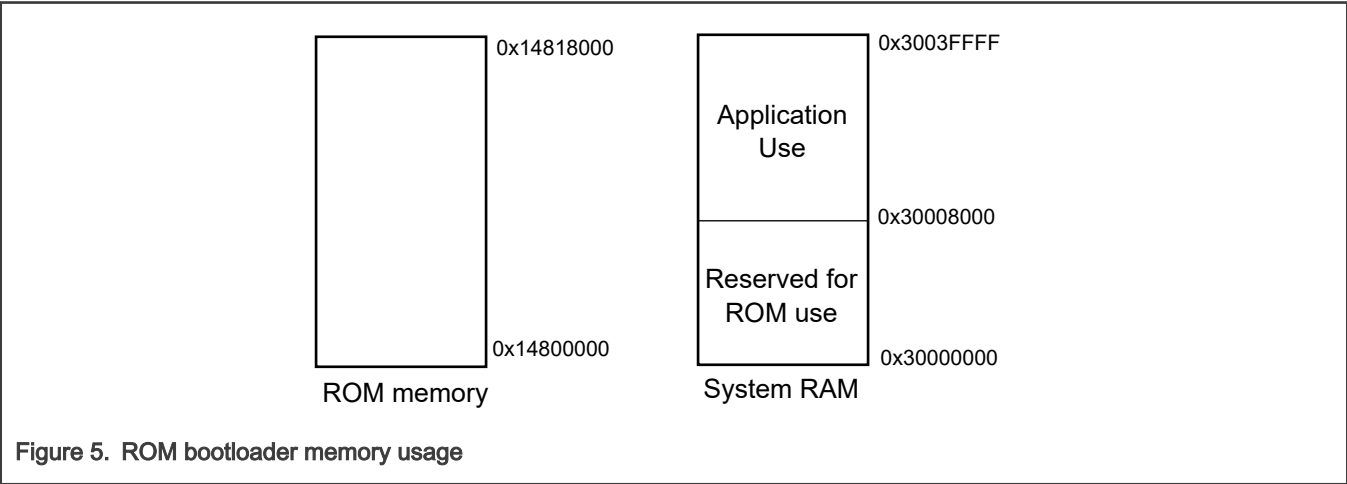 0x14818000
0x14800000
ROM memory
0x3003FFFF
Application
Use
0x30008000
Reserved for
ROM use
0x30000000
System RAM
Figure 5. ROM bootloader memory usage